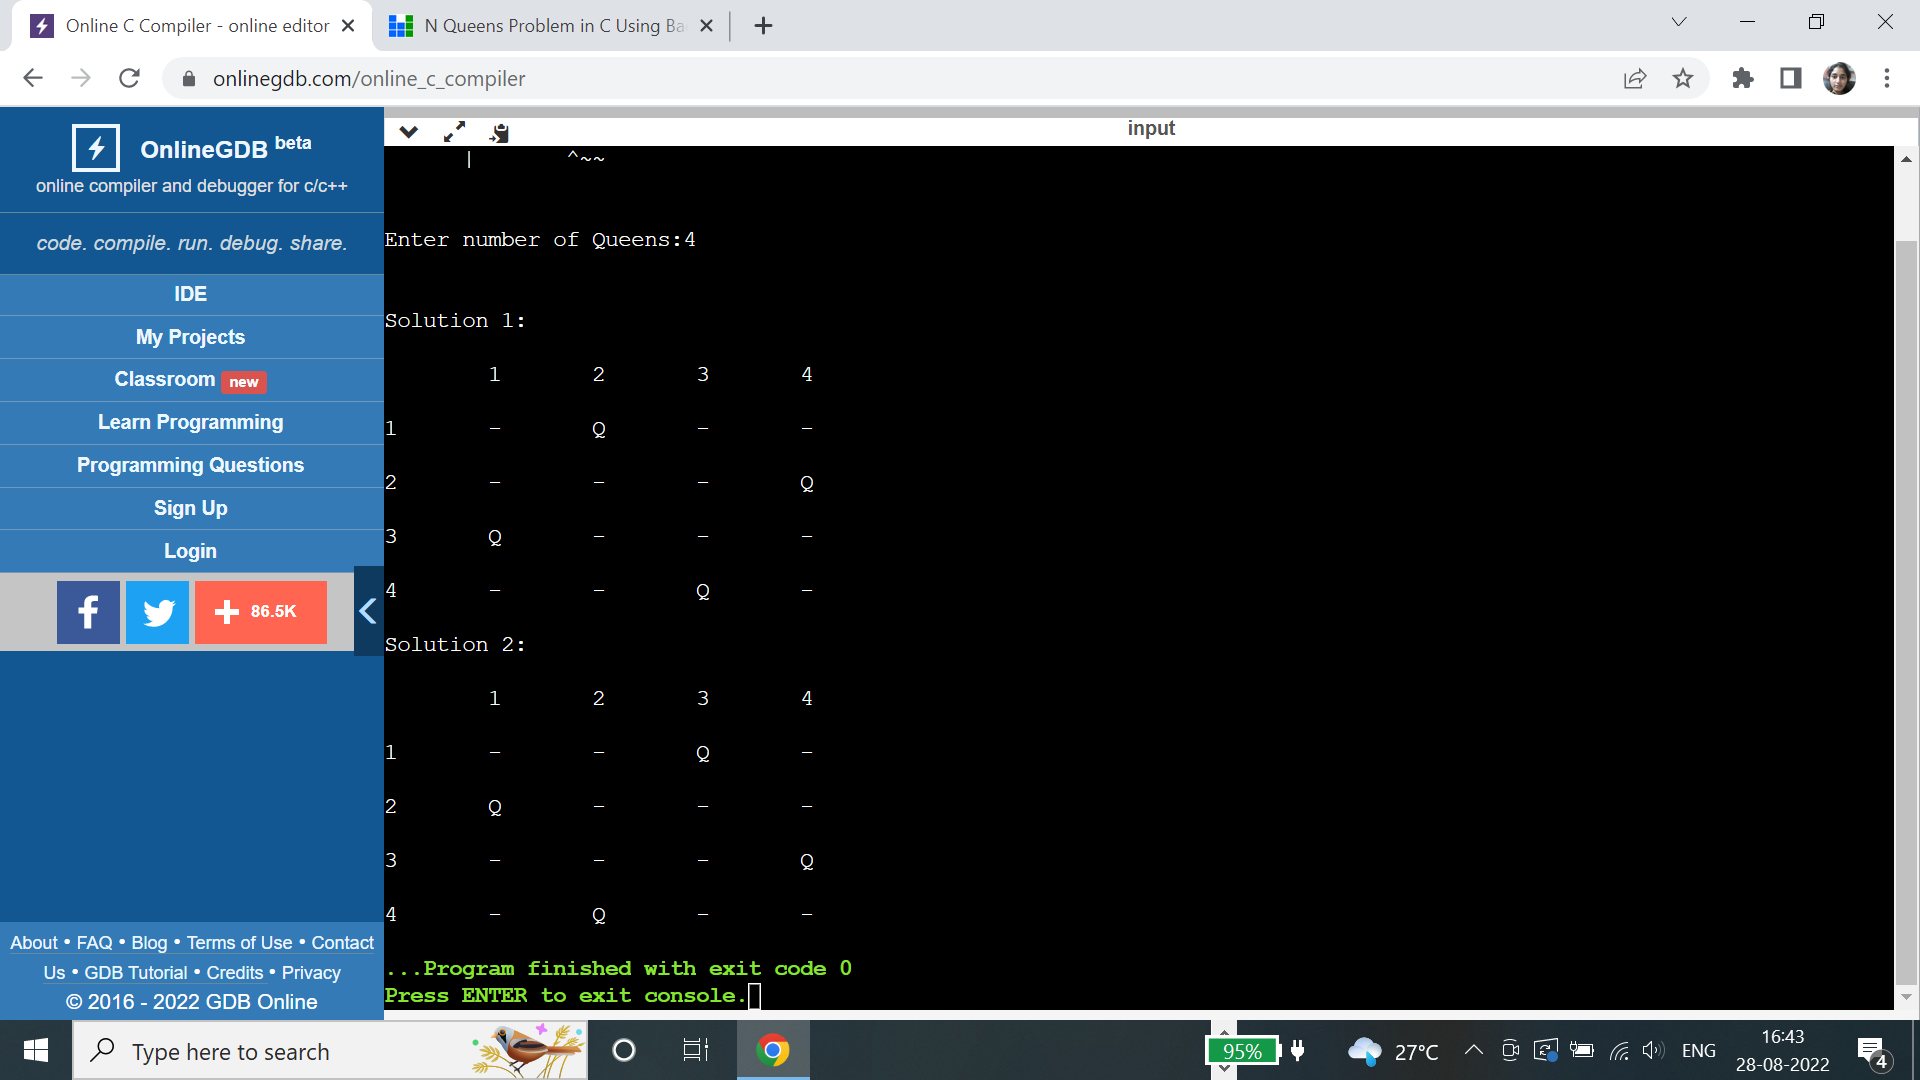 Online C Compiler - online editor
N Queens Problem in C Using Ba
onlinegdb.com/online_c_compiler
OnlineGDB beta
online compiler and debugger for c/c++
code. compile. run. debug. share.
IDE
My Projects
Classroom new
Learn Programming
Programming Questions
Sign Up
Login
f
+ 86.5K
<
About • FAQ • Blog • Terms of Use • Contact
Us • GDB Tutorial • Credits • Privacy
© 2016 - 2022 GDB Online
input
| ^~~
Enter number of Queens:4
Solution 1:
1 2 3 4
1 - Q - -
2 - - - Q
3 Q - - -
4 - - Q -
Solution 2:
1 2 3 4
1 - - Q -
2 Q - - -
3 - - - Q
4 - Q - -
...Program finished with exit code 0
Press ENTER to exit console.
Type here to search
95%
27°C
ENG
16:43
28-08-2022
4